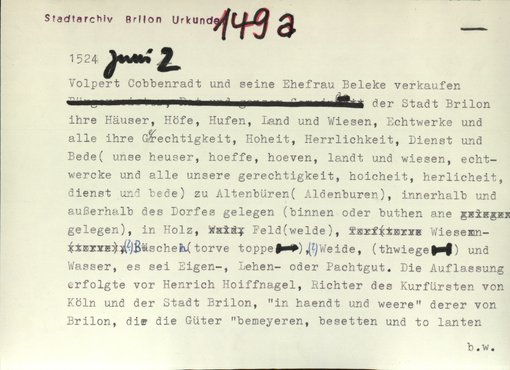 Stadtarchiv Brilon Urkunde 149a
1524 Juni 2
Volpert Cobbenradt und seine Ehefrau Beleke verkaufen
der Stadt Brilon
ihre Häuser, Höfe, Hufen, Land und Wiesen, Echtwerke und
alle ihre Gerechtigkeit, Hoheit, Herrlichkeit, Dienst und
Bede( unse heuser, hoeffe, hoeven, landt und wiesen, echt-
wercke und alle unsere gerechtigkeit, hoicheit, herlicheit,
dienst und bede) zu Altenbüren( Aldenburen), innerhalb und
außerhalb des Dorfes gelegen (binnen oder buthen ane
gelegen), in Holz, Feld(welde), Wiesen
(?)Büschen(torve toppe), (?)Weide, (thwiege) und
Wasser, es sei Eigen-, Lehen- oder Pachtgut. Die Auflassung
erfolgte vor Henrich Hoiffnagel, Richter des Kurfürsten von
Köln und der Stadt Brilon, "in haendt und weere" derer von
Brilon, die die Güter "bemeyeren, besetten und to lanten
b.w.